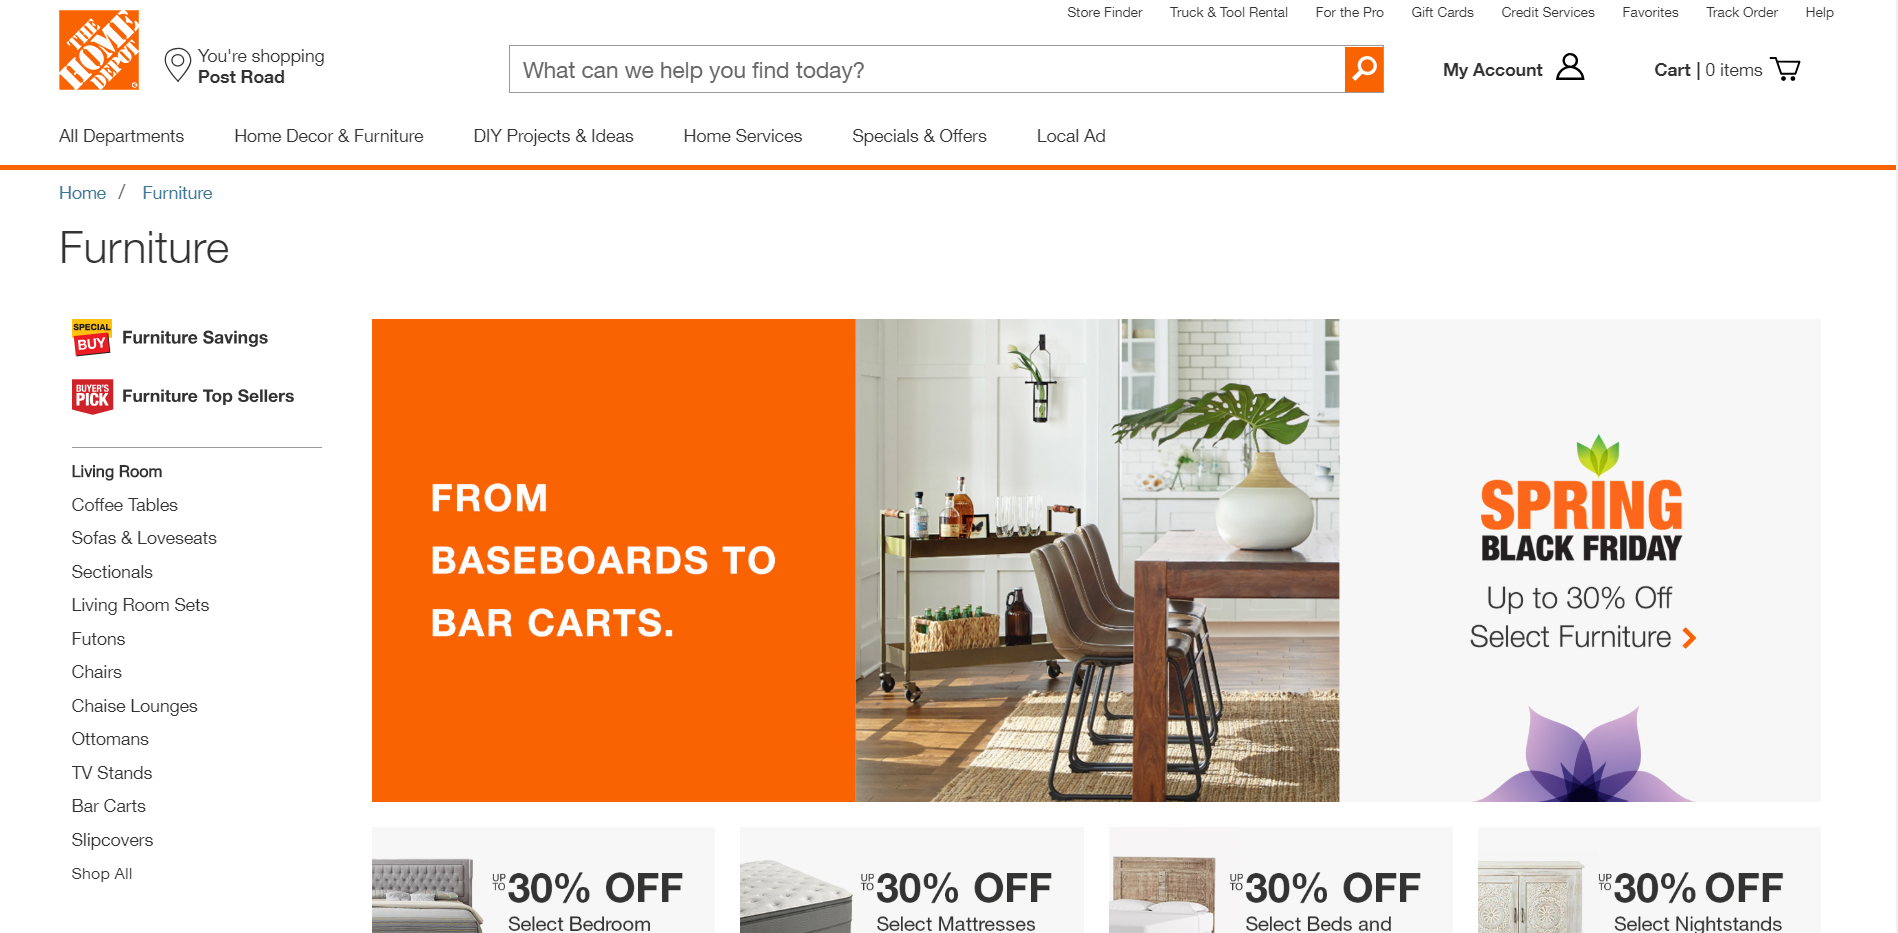 Store Finder
Truck & Tool Rental
For the Pro
Gift Cards
Credit Services
Favorites
Track Order
Help
THE
HOME
DEPOT
You're shopping
Post Road
What can we help you find today?
My Account
Cart | 0 items
All Departments
Home Decor & Furniture
DIY Projects & Ideas
Home Services
Specials & Offers
Local Ad
Home / Furniture
Furniture
SPECIAL
BUY
Furniture Savings
BUYER'S
PICK
Furniture Top Sellers
Living Room
Coffee Tables
Sofas & Loveseats
Sectionals
Living Room Sets
Futons
Chairs
Chaise Lounges
Ottomans
TV Stands
Bar Carts
Slipcovers
Shop All
FROM
BASEBOARDS TO
BAR CARTS.
SPRING
BLACK FRIDAY
Up to 30% Off
Select Furniture
UP TO 30% OFF
Select Bedroom
UP TO 30% OFF
Select Mattresses
UP TO 30% OFF
Select Beds and
UP TO 30% OFF
Select Nightstands